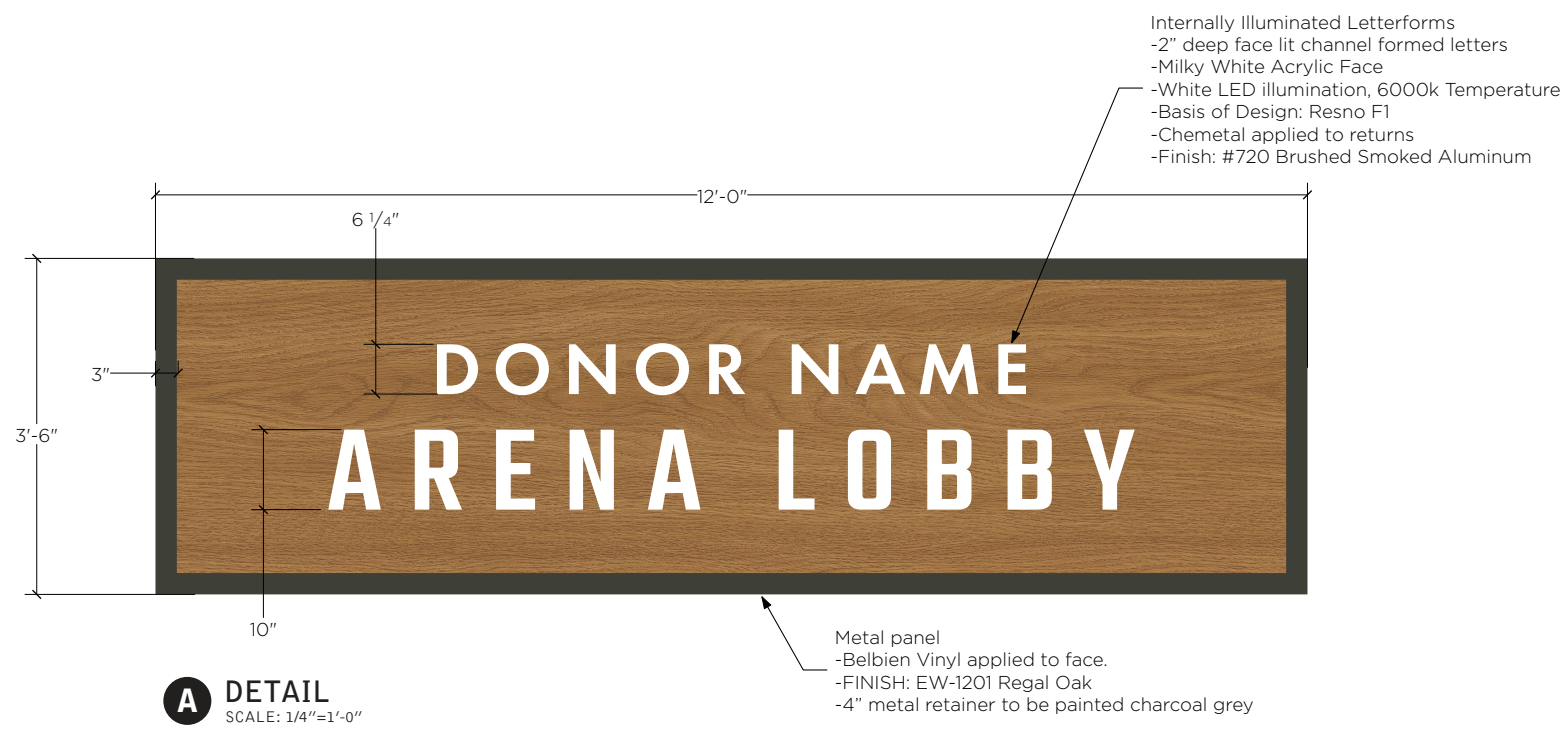 Internally Illuminated Letterforms
-2” deep face lit channel formed letters
-Milky White Acrylic Face
-White LED illumination, 6000k Temperature
-Basis of Design: Resno F1
-Chemetal applied to returns
-Finish: #720 Brushed Smoked Aluminum
12'-0"
6 1/4"
3"
3'-6"
DONOR NAME
ARENA LOBBY
10"
Metal panel
-Belbien Vinyl applied to face.
-FINISH: EW-1201 Regal Oak
-4” metal retainer to be painted charcoal grey
A DETAIL
SCALE: 1/4"=1'-0"